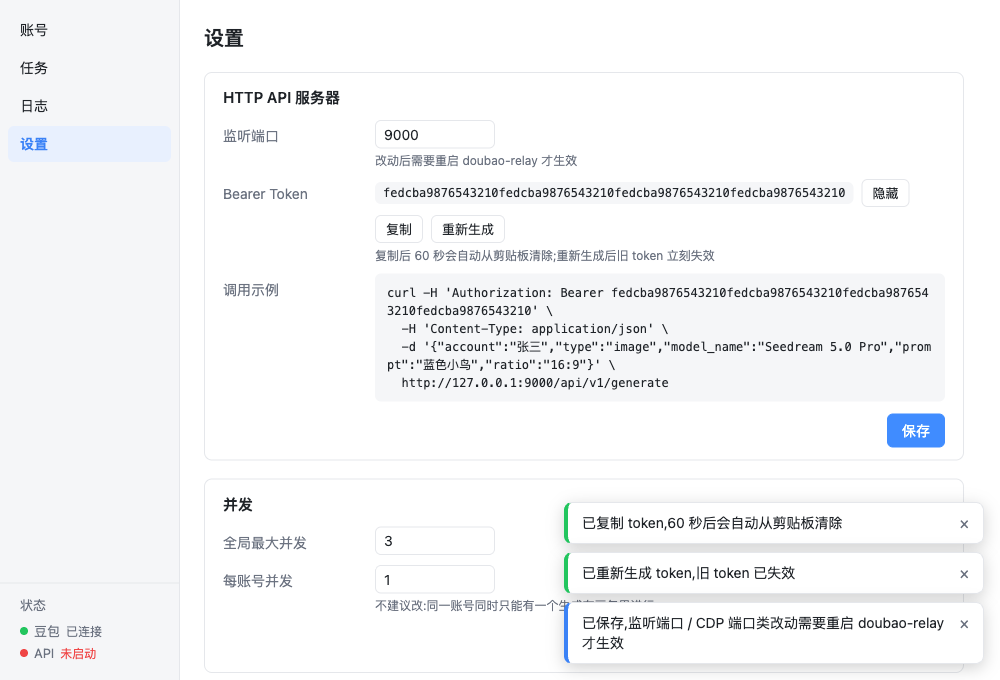 账号
任务
日志
设置
状态
豆包 已连接
API 未启动
设置
HTTP API 服务器
监听端口
9000
改动后需要重启 doubao-relay 才生效
Bearer Token
fedcba9876543210fedcba9876543210fedcba9876543210fedcba9876543210
隐藏
复制
重新生成
复制后 60 秒会自动从剪贴板清除;重新生成后旧 token 立刻失效
调用示例
curl -H 'Authorization: Bearer fedcba9876543210fedcba9876543210fedcba987654
3210fedcba9876543210' \
-H 'Content-Type: application/json' \
-d '{"account":"张三","type":"image","model_name":"Seedream 5.0 Pro","prom
pt":"蓝色小鸟","ratio":"16:9"}' \
http://127.0.0.1:9000/api/v1/generate
保存
并发
全局最大并发
3
每账号并发
1
不建议改:同一账号同时只能有一个生
已复制 token,60 秒后会自动从剪贴板清除
×
已重新生成 token,旧 token 已失效
×
已保存,监听端口 / CDP 端口类改动需要重启 doubao-relay
才生效
×